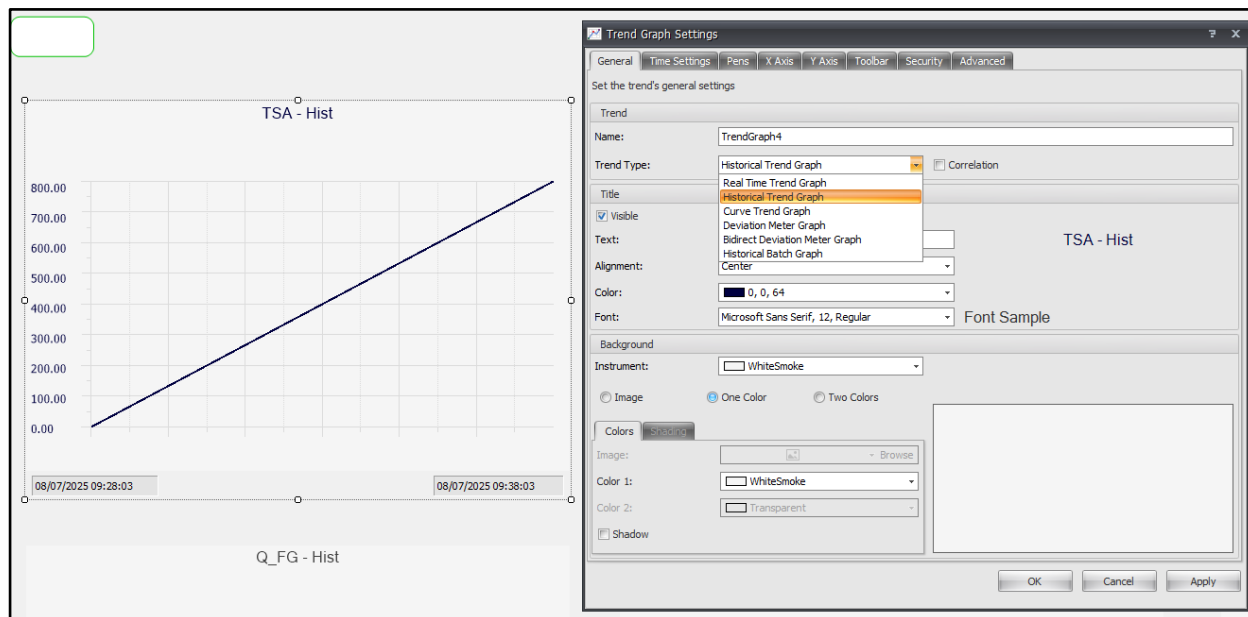 TSA - Hist
800.00
700.00
600.00
500.00
400.00
300.00
200.00
100.00
0.00
08/07/2025 09:28:03 08/07/2025 09:38:03
Q_FG - Hist
Trend Graph Settings ? X
General Time Settings Pens X Axis Y Axis Toolbar Security Advanced
Set the trend's general settings
Trend
Name: TrendGraph4
Trend Type: Historical Trend Graph Correlation
Real Time Trend Graph
Historical Trend Graph
Curve Trend Graph
Deviation Meter Graph
Bidirect Deviation Meter Graph
Historical Batch Graph
Title
Visible
Text: TSA - Hist
Alignment: Center
Color: 0, 0, 64
Font: Microsoft Sans Serif, 12, Regular Font Sample
Background
Instrument: WhiteSmoke
Image One Color Two Colors
Colors Shading
Image: Browse
Color 1: WhiteSmoke
Color 2: Transparent
Shadow
OK Cancel Apply